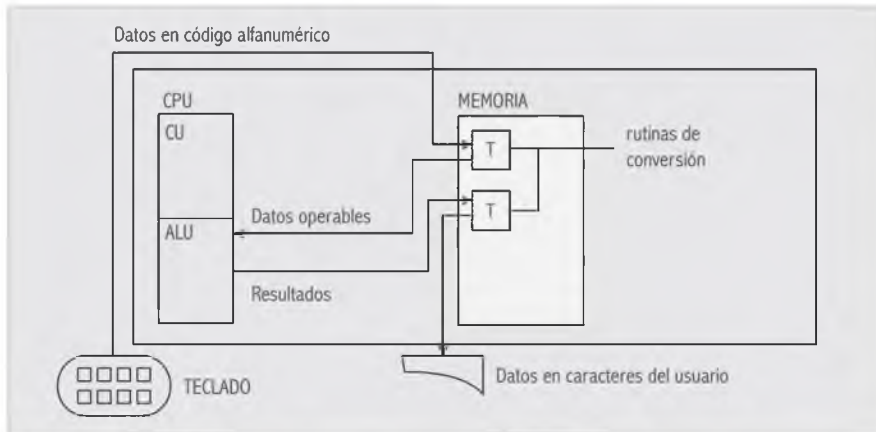 Datos en código alfanumérico
CPU
CU
MEMORIA
T
rutinas de
conversión
T
Datos operables
ALU
Resultados
TECLADO
Datos en caracteres del usuario